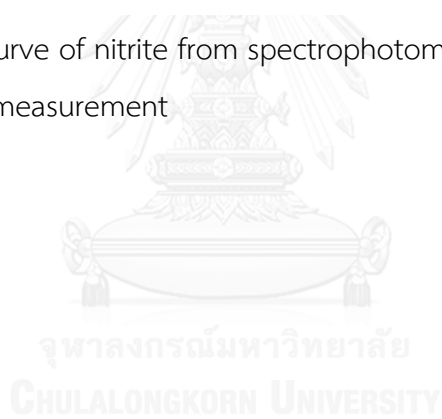 urve of nitrite from spectrophotom
measurement
จุฬาลงกรณ์มหาวิทยาลัย
CHULALONGKORN UNIVERSITY